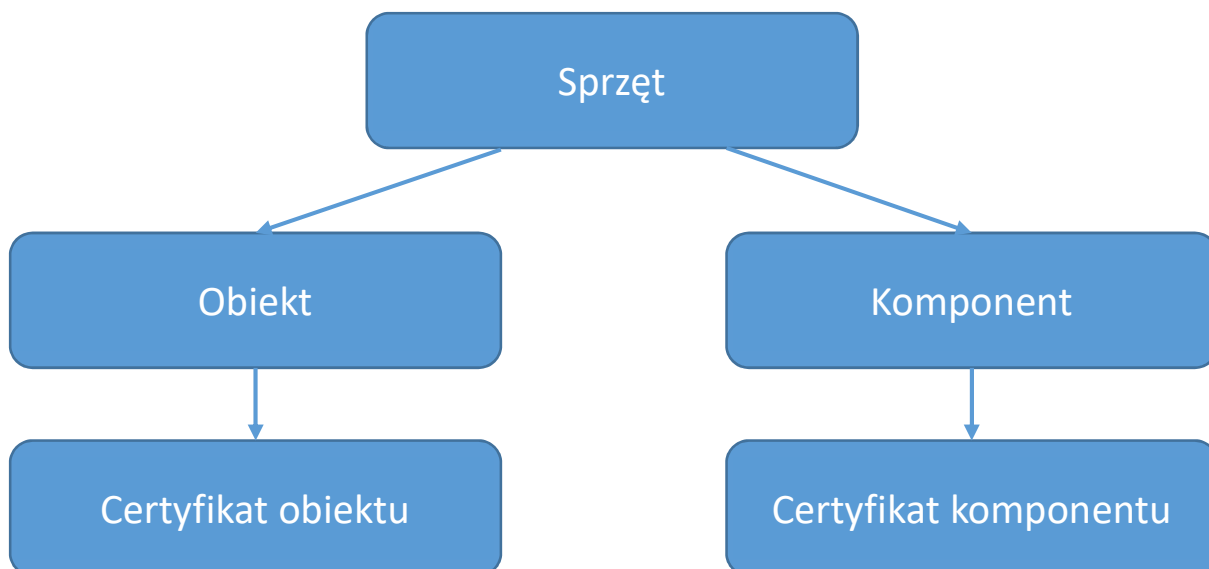 Sprzęt
Obiekt
Komponent
Certyfikat obiektu
Certyfikat komponentu